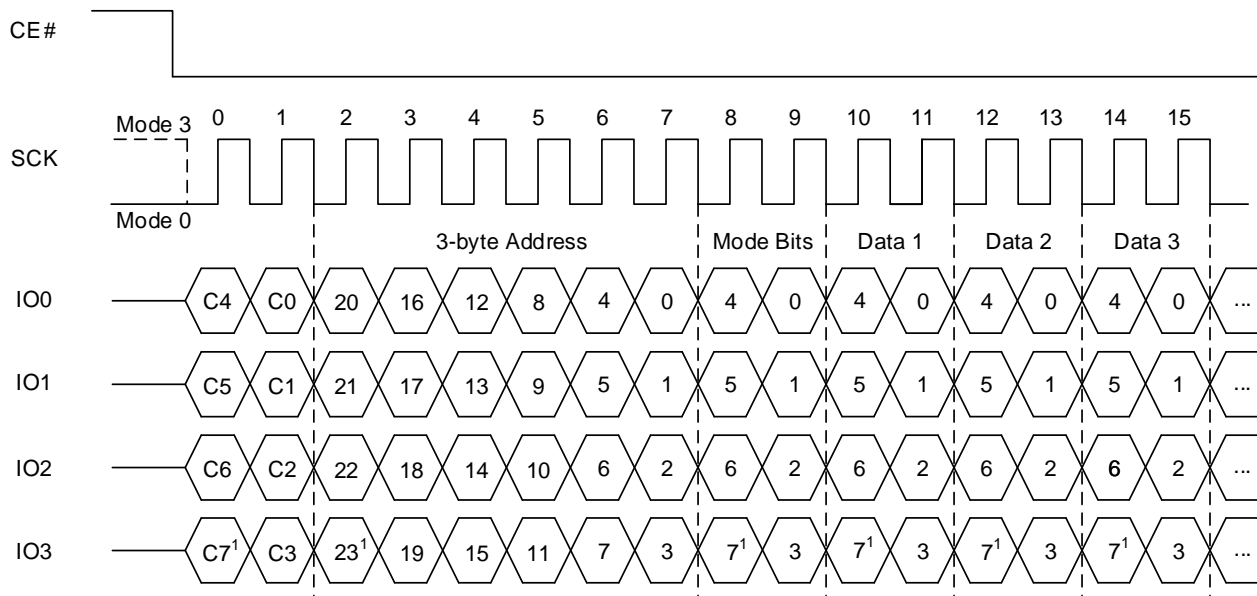 CE#
Mode 3
0 1 2 3 4 5 6 7 8 9 10 11 12 13 14 15
SCK
Mode 0
3-byte Address Mode Bits Data 1 Data 2 Data 3
IO0 C4 C0 20 16 12 8 4 0 4 0 4 0 4 0 4 0 ...
IO1 C5 C1 21 17 13 9 5 1 5 1 5 1 5 1 5 1 ...
IO2 C6 C2 22 18 14 10 6 2 6 2 6 2 6 2 6 2 ...
IO3 C7¹ C3 23¹ 19 15 11 7 3 7¹ 3 7¹ 3 7¹ 3 7¹ 3 ...